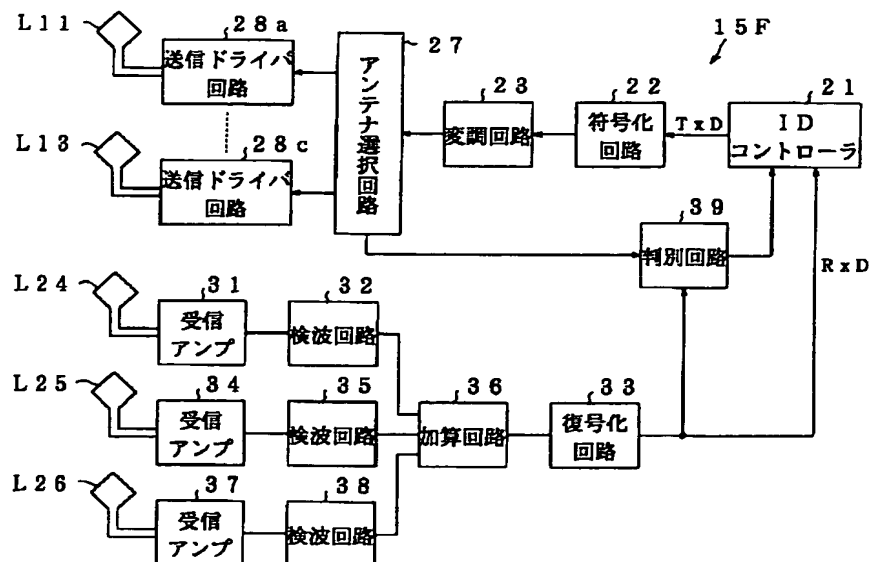 L11
28a
送信ドライバ
回路
L13
28c
送信ドライバ
回路
27
アンテナ選択回路
15F
23
変調回路
22
符号化
回路
TxD
21
ID
コントローラ
39
判別回路
RxD
L24
31
受信
アンプ
32
検波回路
L25
34
受信
アンプ
35
検波回路
36
加算回路
33
復号化
回路
L26
37
受信
アンプ
38
検波回路